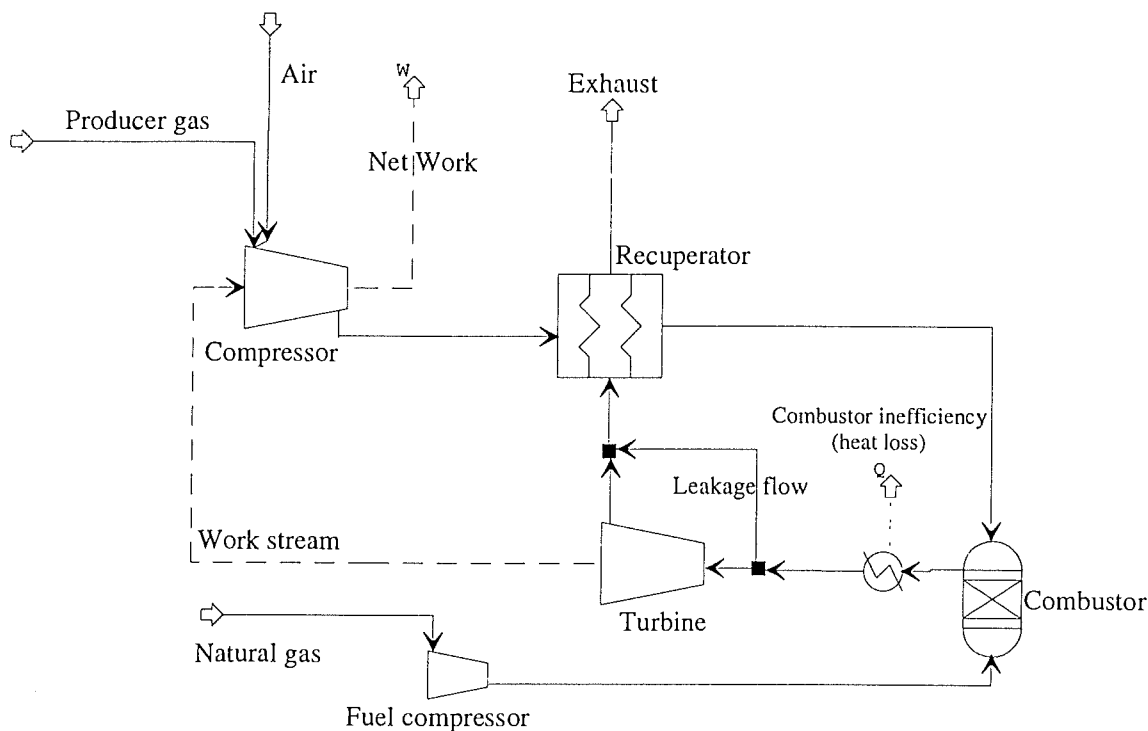 Air
W
Exhaust
Producer gas
Net Work
Recuperator
Compressor
Combustor inefficiency
(heat loss)
Q
Leakage flow
Work stream
Turbine
Combustor
Natural gas
Fuel compressor